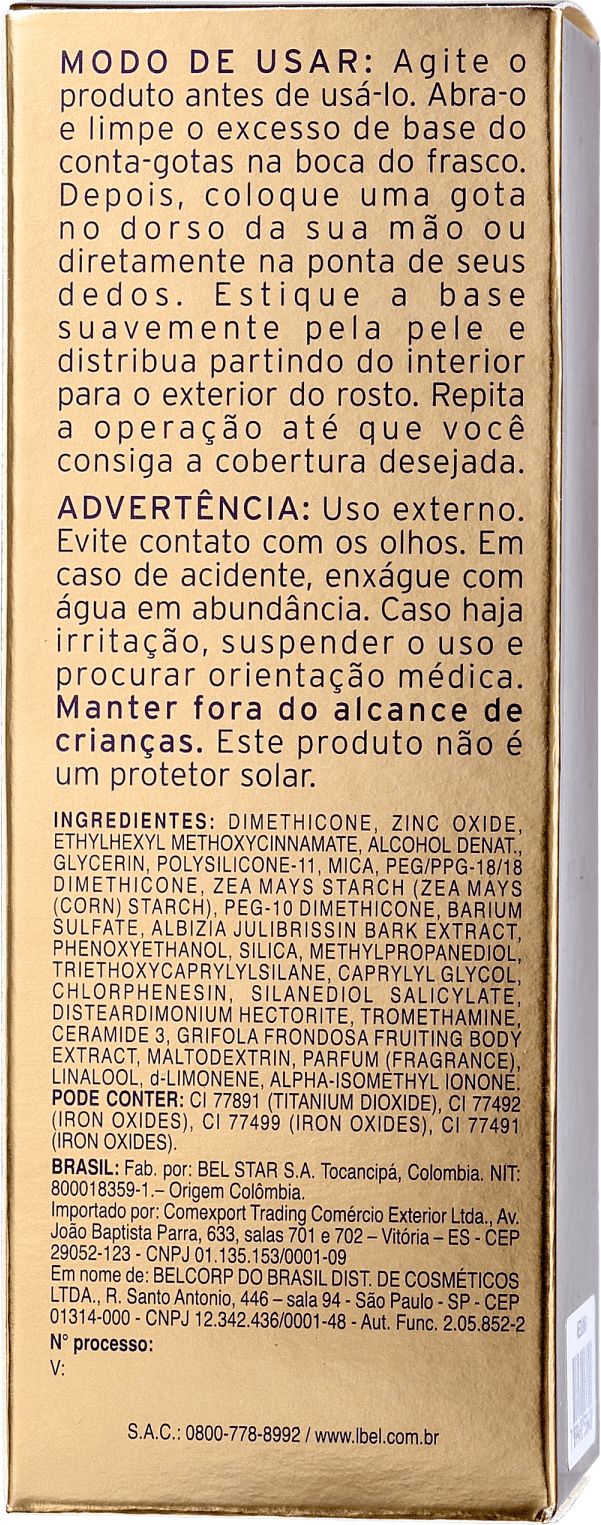 MODO DE USAR: Agite o
produto antes de usá-lo. Abra-o
e limpe o excesso de base do
conta-gotas na boca do frasco.
Depois, coloque uma gota
no dorso da sua mão ou
diretamente na ponta de seus
dedos. Estique a base
suavemente pela pele e
distribua partindo do interior
para o exterior do rosto. Repita
a operação até que você
consiga a cobertura desejada.
ADVERTÊNCIA: Uso externo.
Evite contato com os olhos. Em
caso de acidente, enxágue com
água em abundância. Caso haja
irritação, suspender o uso e
procurar orientação médica.
Manter fora do alcance de
crianças. Este produto não é
um protetor solar.
INGREDIENTES: DIMETHICONE, ZINC OXIDE,
ETHYLHEXYL METHOXYCINNAMATE, ALCOHOL DENAT.,
GLYCERIN, POLYSILICONE-11, MICA, PEG/PPG-18/18
DIMETHICONE, ZEA MAYS STARCH (ZEA MAYS
(CORN) STARCH), PEG-10 DIMETHICONE, BARIUM
SULFATE, ALBIZIA JULIBRISSIN BARK EXTRACT,
PHENOXYETHANOL, SILICA, METHYLPROPANEDIOL,
TRIETHOXYCAPRYLYLSILANE, CAPRYLYL GLYCOL,
CHLORPHENESIN, SILANEDIOL SALICYLATE,
DISTEARDIMONIUM HECTORITE, TROMETHAMINE,
CERAMIDE 3, GRIFOLA FRONDOSA FRUITING BODY
EXTRACT, MALTODEXTRIN, PARFUM (FRAGRANCE),
LINALOOL, d-LIMONENE, ALPHA-ISOMETHYL IONONE.
PODE CONTER: CI 77891 (TITANIUM DIOXIDE), CI 77492
(IRON OXIDES), CI 77499 (IRON OXIDES), CI 77491
(IRON OXIDES).
BRASIL: Fab. por: BEL STAR S.A. Tocancipá, Colombia. NIT:
800018359-1.– Origem Colômbia.
Importado por: Comexport Trading Comércio Exterior Ltda., Av.
João Baptista Parra, 633, salas 701 e 702 – Vitória – ES - CEP
29052-123 - CNPJ 01.135.153/0001-09
Em nome de: BELCORP DO BRASIL DIST. DE COSMÉTICOS
LTDA., R. Santo Antonio, 446 – sala 94 - São Paulo - SP - CEP
01314-000 - CNPJ 12.342.436/0001-48 - Aut. Func. 2.05.852-2
N° processo:
V:
S.A.C.: 0800-778-8992 / www.lbel.com.br